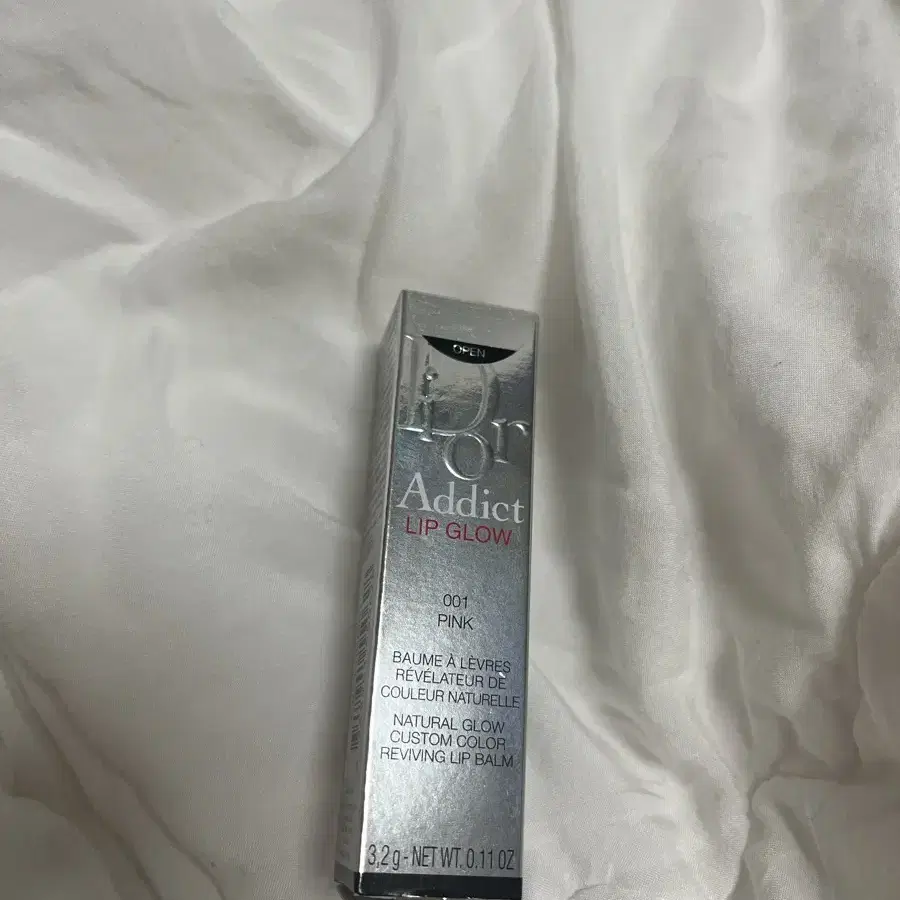 OPEN
Dior
Addict
LIP GLOW
001
PINK
BAUME À LÈVRES
RÉVÉLATEUR DE
COULEUR NATURELLE
NATURAL GLOW
CUSTOM COLOR
REVIVING LIP BALM
3,2 g - NET WT. 0.11 OZ